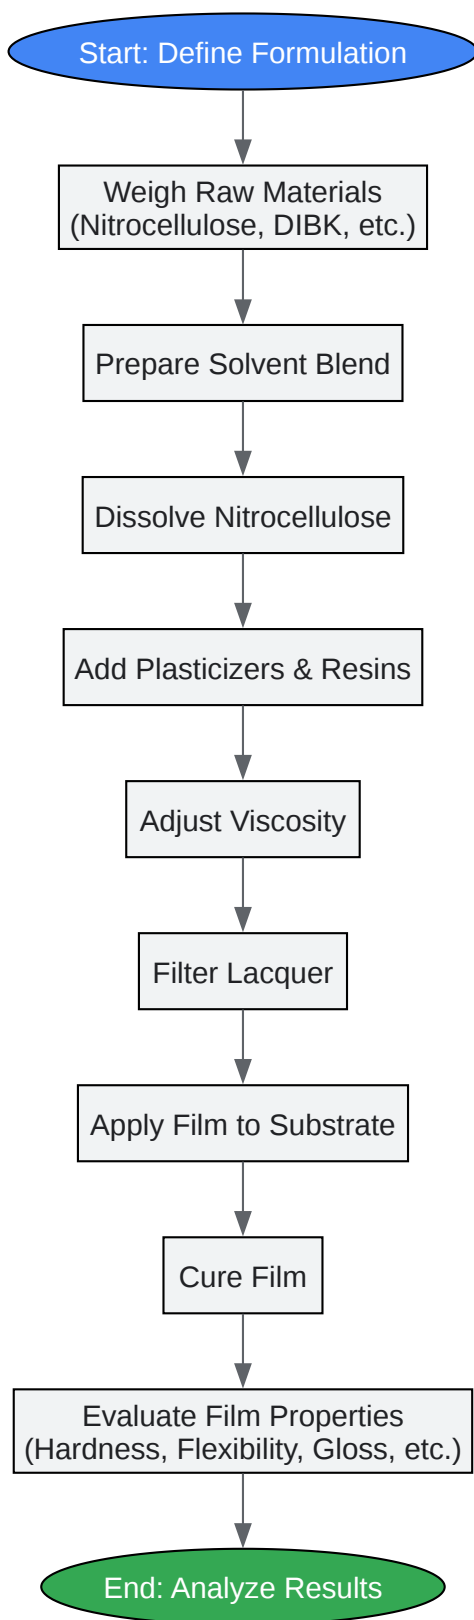 Start: Define Formulation
Weigh Raw Materials
(Nitrocellulose, DIBK, etc.)
Prepare Solvent Blend
Dissolve Nitrocellulose
Add Plasticizers & Resins
Adjust Viscosity
Filter Lacquer
Apply Film to Substrate
Cure Film
Evaluate Film Properties
(Hardness, Flexibility, Gloss, etc.)
End: Analyze Results